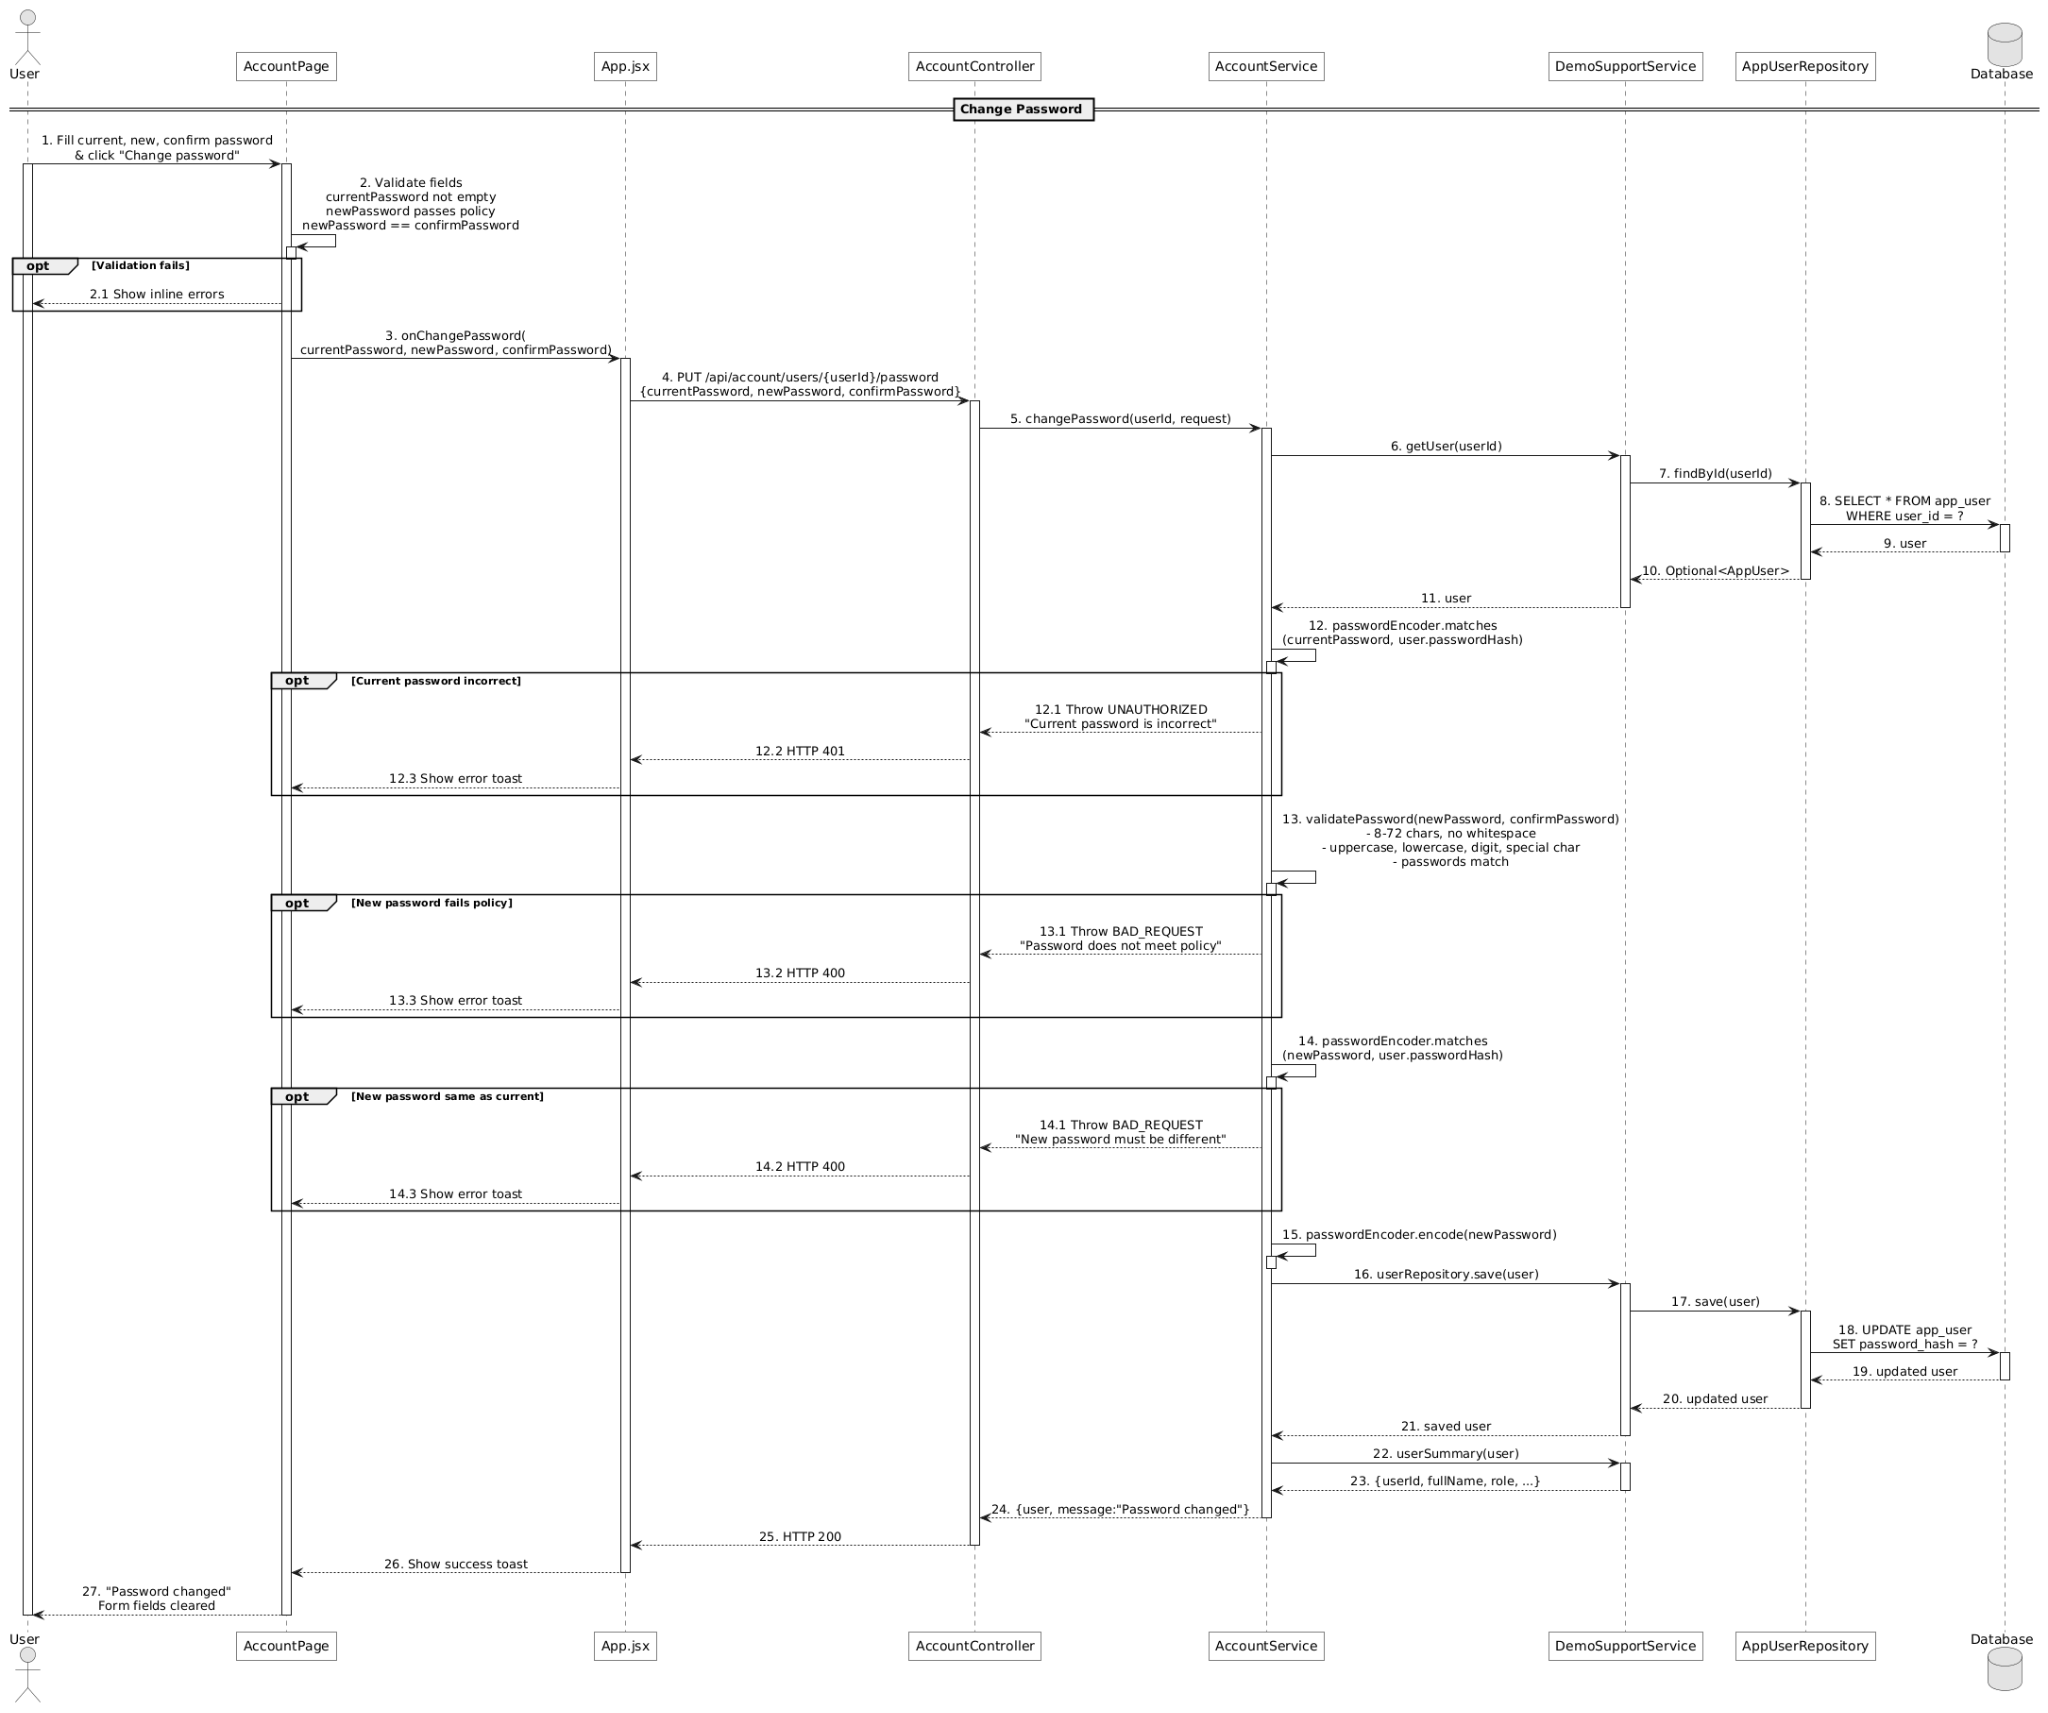 User
AccountPage
App.jsx
AccountController
AccountService
DemoSupportService
AppUserRepository
Database
Change Password
1. Fill current, new, confirm password
& click "Change password"
2. Validate fields
currentPassword not empty
newPassword passes policy
newPassword == confirmPassword
opt [Validation fails]
2.1 Show inline errors
3. onChangePassword(
currentPassword, newPassword, confirmPassword)
4. PUT /api/account/users/{userId}/password
{currentPassword, newPassword, confirmPassword}
5. changePassword(userId, request)
6. getUser(userId)
7. findById(userId)
8. SELECT * FROM app_user
WHERE user_id = ?
9. user
10. Optional<AppUser>
11. user
12. passwordEncoder.matches
(currentPassword, user.passwordHash)
opt [Current password incorrect]
12.1 Throw UNAUTHORIZED
"Current password is incorrect"
12.2 HTTP 401
12.3 Show error toast
13. validatePassword(newPassword, confirmPassword)
- 8-72 chars, no whitespace
- uppercase, lowercase, digit, special char
- passwords match
opt [New password fails policy]
13.1 Throw BAD_REQUEST
"Password does not meet policy"
13.2 HTTP 400
13.3 Show error toast
14. passwordEncoder.matches
(newPassword, user.passwordHash)
opt [New password same as current]
14.1 Throw BAD_REQUEST
"New password must be different"
14.2 HTTP 400
14.3 Show error toast
15. passwordEncoder.encode(newPassword)
16. userRepository.save(user)
17. save(user)
18. UPDATE app_user
SET password_hash = ?
19. updated user
20. updated user
21. saved user
22. userSummary(user)
23. {userId, fullName, role, ...}
24. {user, message:"Password changed"}
25. HTTP 200
26. Show success toast
27. "Password changed"
Form fields cleared
User
AccountPage
App.jsx
AccountController
AccountService
DemoSupportService
AppUserRepository
Database